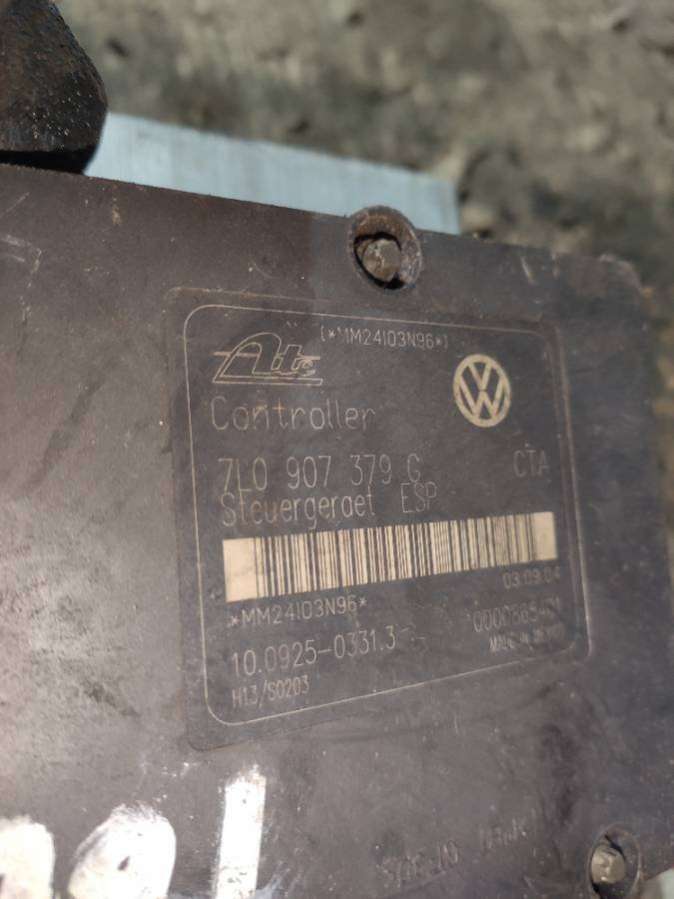 (*MM24I03N96*)
Ate
Controller
7L0 907 379 G CTA
Steuergeraet ESP
03.09.04
*MM24I03N96*
10.0925-0331.3
H13/S0203